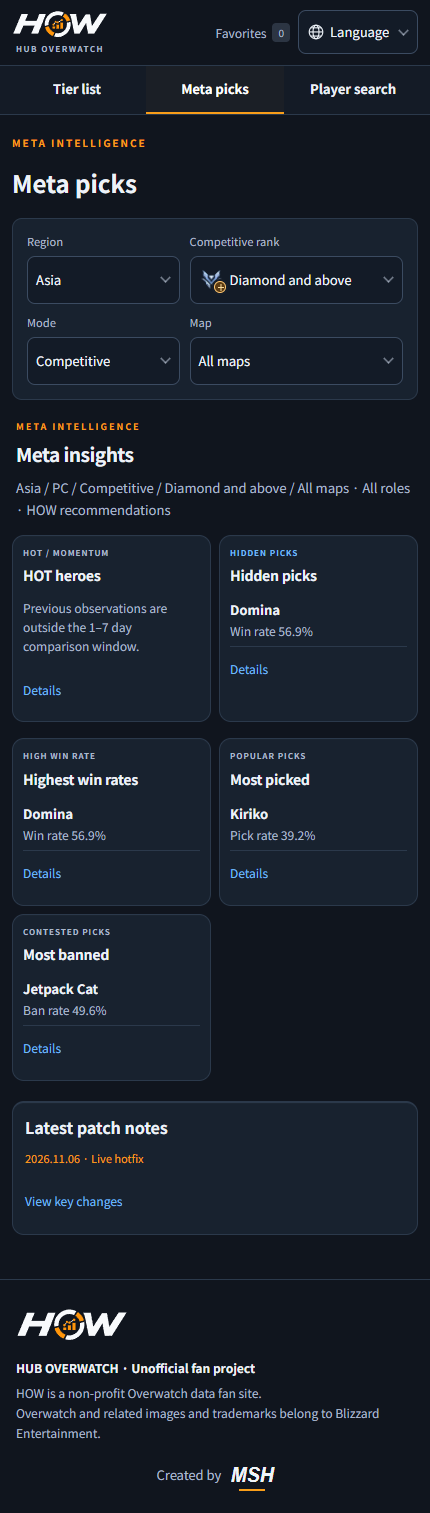 HOW
HUB OVERWATCH
Favorites 0
Language
Tier list
Meta picks
Player search
META INTELLIGENCE
Meta picks
Region
Competitive rank
Asia
Diamond and above
Mode
Map
Competitive
All maps
META INTELLIGENCE
Meta insights
Asia / PC / Competitive / Diamond and above / All maps · All roles
· HOW recommendations
HOT / MOMENTUM
HOT heroes
Previous observations are
outside the 1–7 day
comparison window.
Details
HIDDEN PICKS
Hidden picks
Domina
Win rate 56.9%
Details
HIGH WIN RATE
Highest win rates
Domina
Win rate 56.9%
Details
POPULAR PICKS
Most picked
Kiriko
Pick rate 39.2%
Details
CONTESTED PICKS
Most banned
Jetpack Cat
Ban rate 49.6%
Details
Latest patch notes
2026.11.06 · Live hotfix
View key changes
HOW
HUB OVERWATCH · Unofficial fan project
HOW is a non-profit Overwatch data fan site.
Overwatch and related images and trademarks belong to Blizzard
Entertainment.
Created by MSH